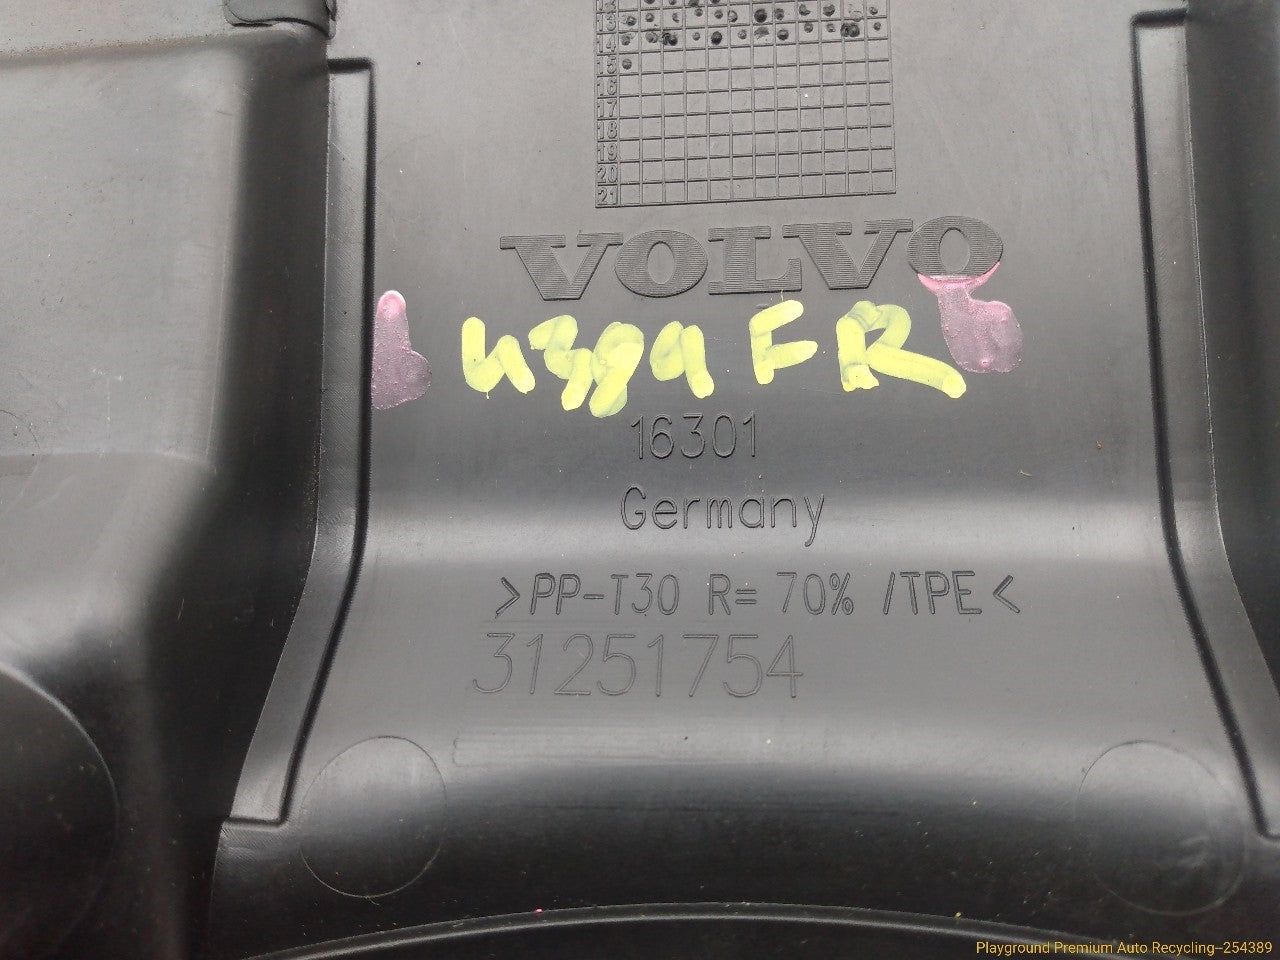 13
14
15
16
17
18
19
20
21
VOLVO
4389 FR
16301
Germany
>PP-T30 R= 70% /TPE<
31251754
Playground Premium Auto Recycling--254389